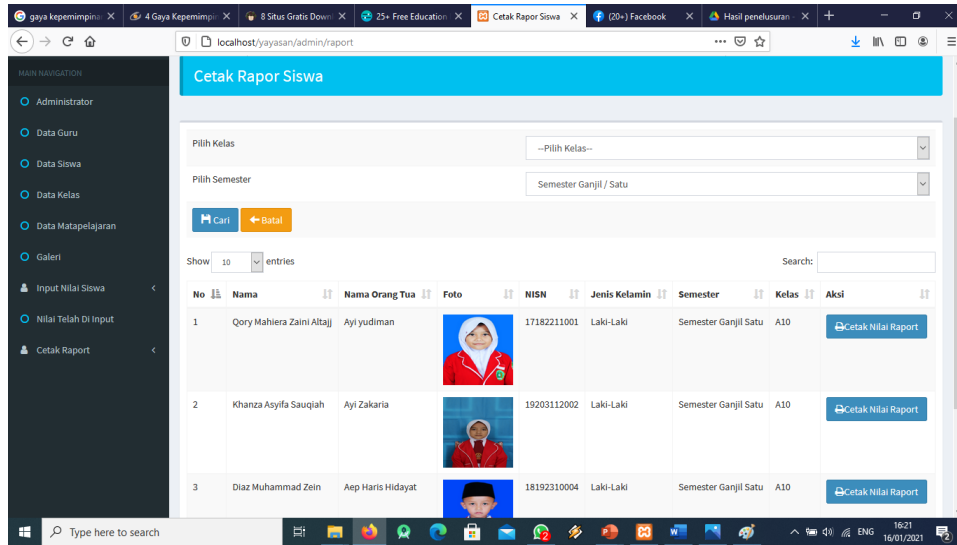 gaya kepemimpinan
4 Gaya Kepemimpin
8 Situs Gratis Downl
25+ Free Education
Cetak Rapor Siswa
(20+) Facebook
Hasil penelusuran -
localhost/yayasan/admin/raport
MAIN NAVIGATION
Administrator
Data Guru
Data Siswa
Data Kelas
Data Matapelajaran
Galeri
Input Nilai Siswa
Nilai Telah Di Input
Cetak Raport
Cetak Rapor Siswa
Pilih Kelas --Pilih Kelas--
Pilih Semester Semester Ganjil / Satu
Cari Batal
Show 10 entries Search:
No Nama Nama Orang Tua Foto NISN Jenis Kelamin Semester Kelas Aksi
1 Qory Mahiera Zaini Altajj Ayi yudiman 17182211001 Laki-Laki Semester Ganjil Satu A10 Cetak Nilai Raport
2 Khanza Asyifa Sauqiah Ayi Zakaria 19203112002 Laki-Laki Semester Ganjil Satu A10 Cetak Nilai Raport
3 Diaz Muhammad Zein Aep Haris Hidayat 18192310004 Laki-Laki Semester Ganjil Satu A10 Cetak Nilai Raport
Type here to search
ENG
16:21
16/01/2021